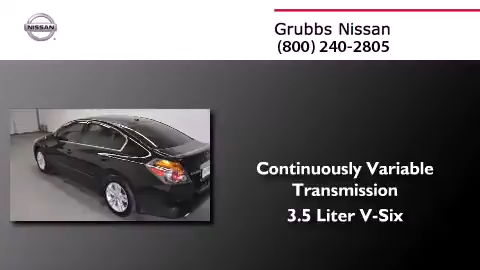 NISSAN
Grubbs Nissan
(800) 240-2805
Continuously Variable
Transmission
3.5 Liter V-Six